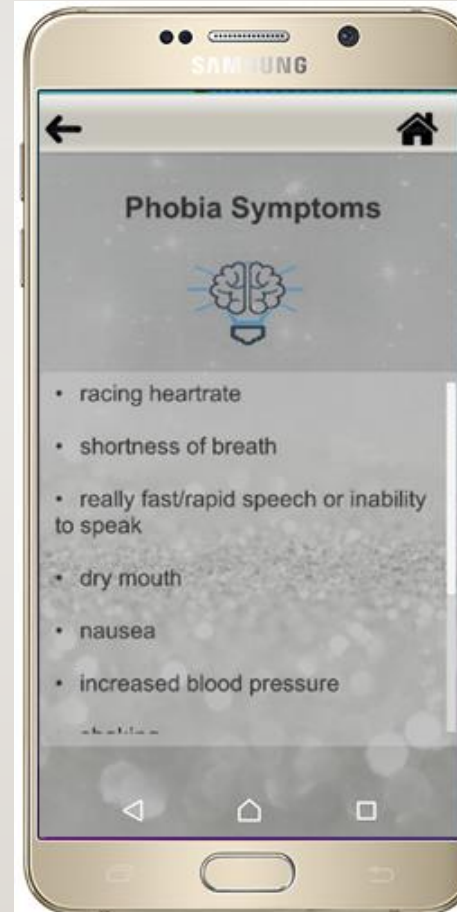 SAMSUNG
Phobia Symptoms
• racing heartrate
• shortness of breath
• really fast/rapid speech or inability
to speak
• dry mouth
• nausea
• increased blood pressure